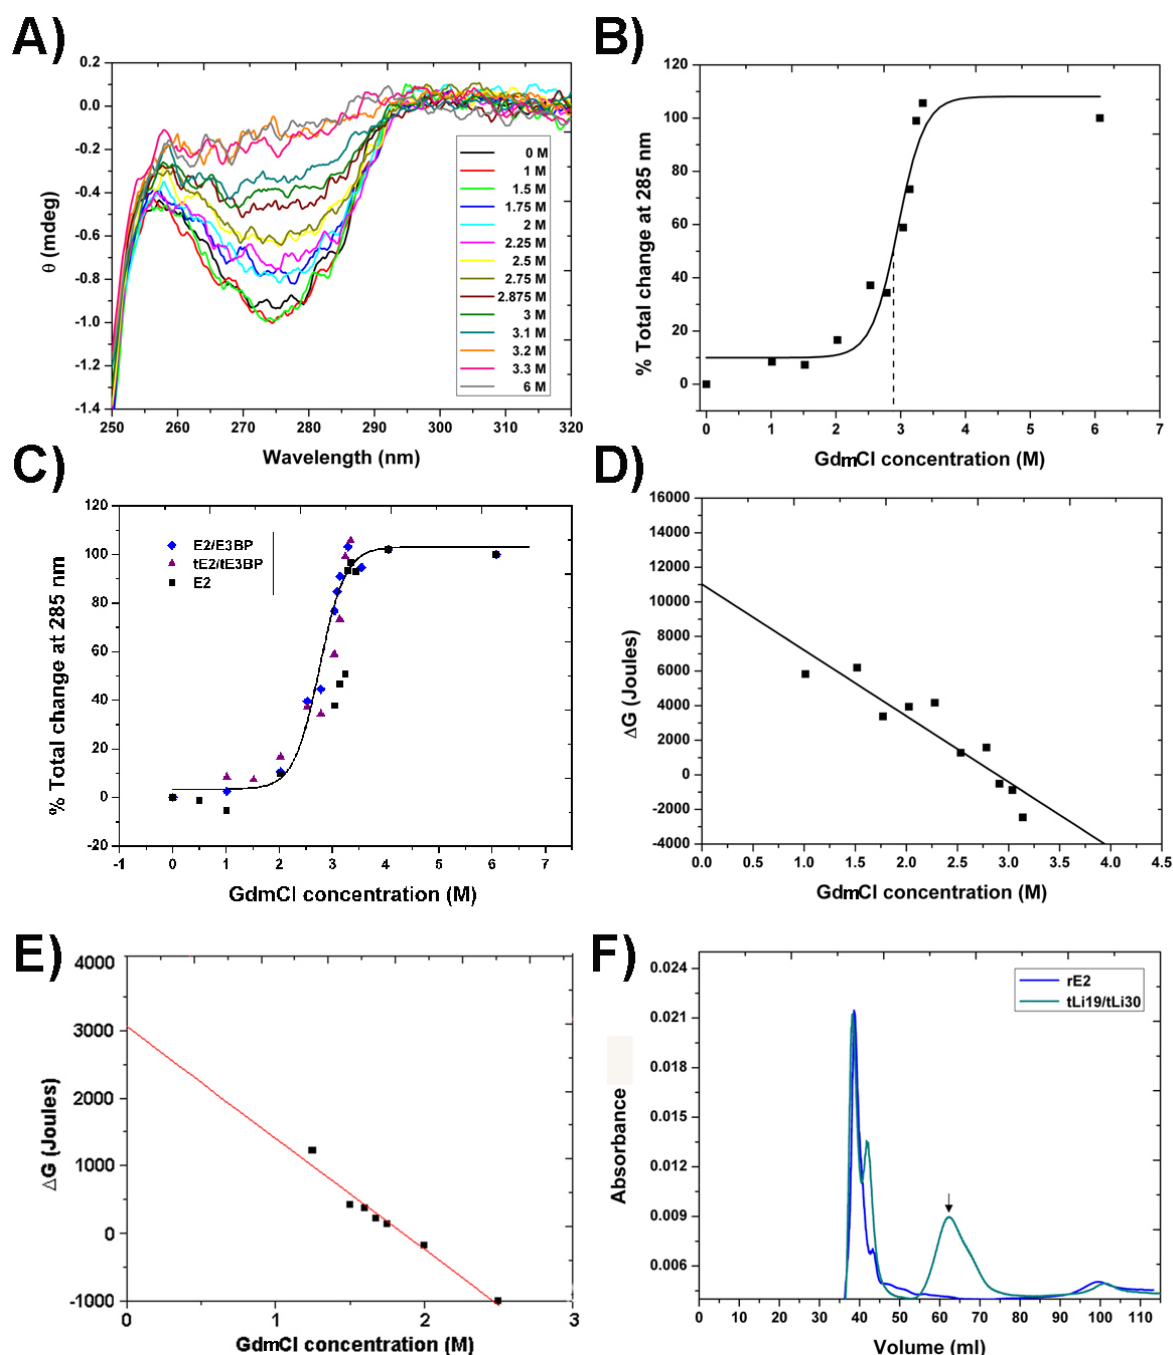 A)
0.2
0.0
-0.2
-0.4
-0.6
-0.8
-1.0
-1.2
-1.4
θ (mdeg)
250 260 270 280 290 300 310 320
Wavelength (nm)
0 M
1 M
1.5 M
1.75 M
2 M
2.25 M
2.5 M
2.75 M
2.875 M
3 M
3.1 M
3.2 M
3.3 M
6 M
B)
120
100
80
60
40
20
0
% Total change at 285 nm
0 1 2 3 4 5 6 7
GdmCl concentration (M)
C)
120
100
80
60
40
20
0
-20
% Total change at 285 nm
E2/E3BP
tE2/tE3BP
E2
-1 0 1 2 3 4 5 6 7
GdmCl concentration (M)
D)
16000
14000
12000
10000
8000
6000
4000
2000
0
-2000
-4000
ΔG (Joules)
0.0 0.5 1.0 1.5 2.0 2.5 3.0 3.5 4.0 4.5
GdmCl concentration (M)
E)
4000
3000
2000
1000
0
-1000
ΔG (Joules)
0 1 2 3
GdmCl concentration (M)
F)
0.024
0.021
0.018
0.015
0.012
0.009
0.006
Absorbance
rE2
tLi19/tLi30
0 10 20 30 40 50 60 70 80 90 100 110
Volume (ml)